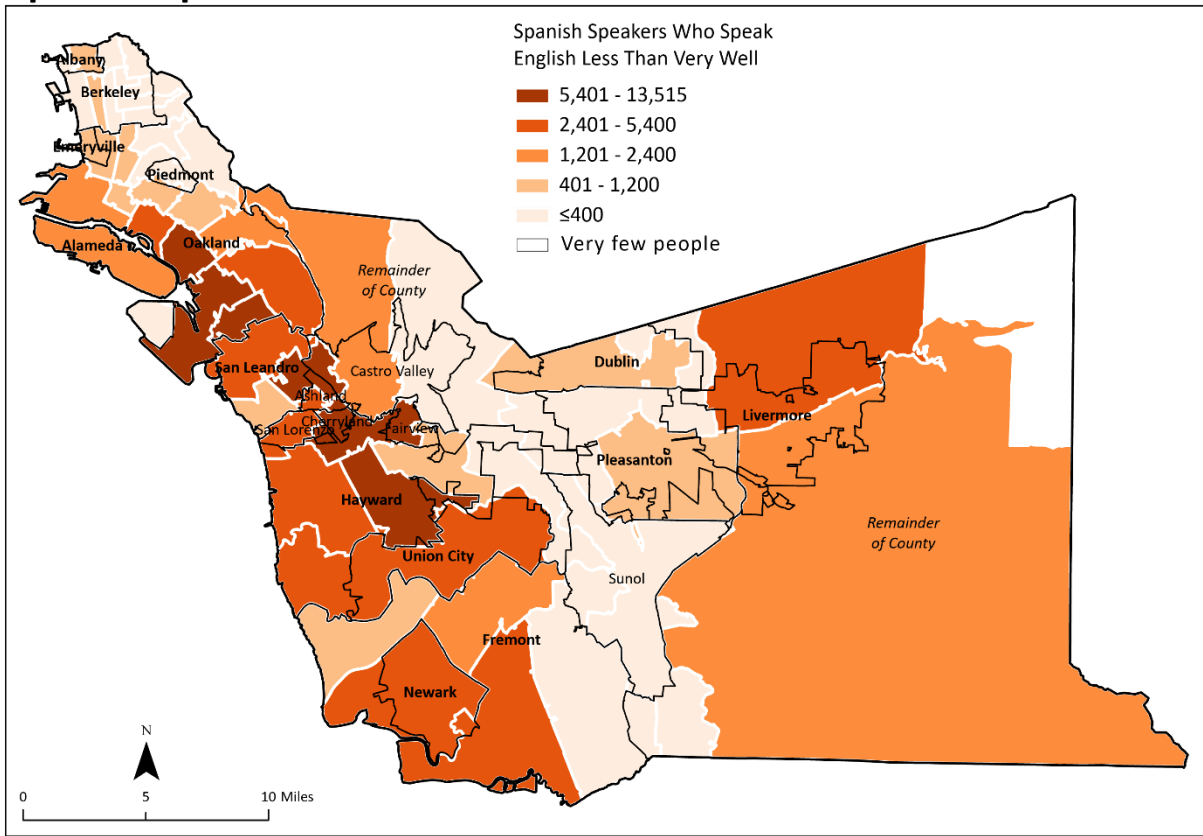 Spanish Speakers Who Speak
English Less Than Very Well
5,401 - 13,515
2,401 - 5,400
1,201 - 2,400
401 - 1,200
≤400
Very few people
Albany
Berkeley
Emeryville
Piedmont
Oakland
Alameda
Remainder
of County
San Leandro
Castro Valley
Dublin
Ashland
Cherryland
San Lorenzo
Fairview
Livermore
Pleasanton
Hayward
Remainder
of County
Union City
Sunol
Fremont
Newark
N
0 5 10 Miles